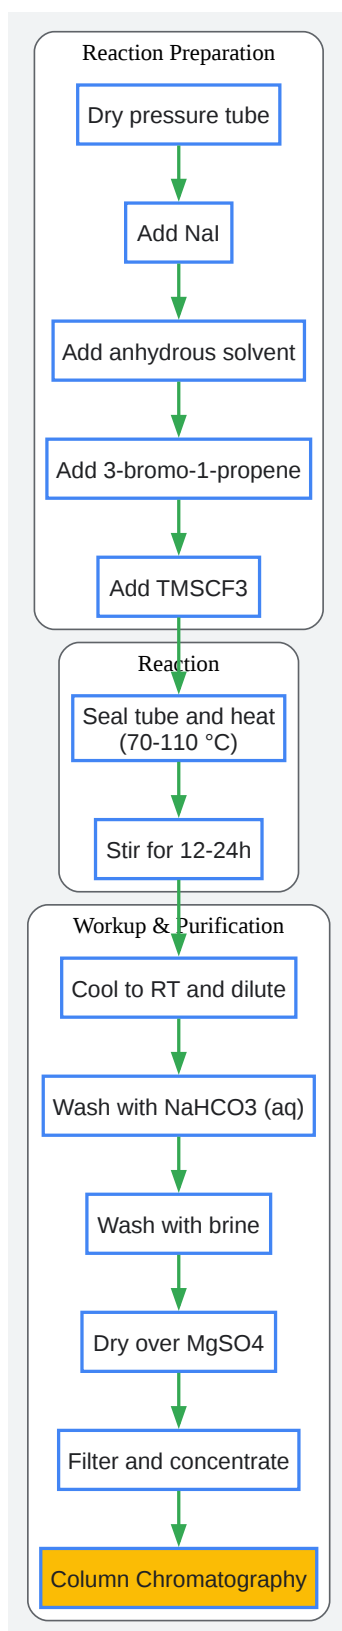 Reaction Preparation
Dry pressure tube
Add NaI
Add anhydrous solvent
Add 3-bromo-1-propene
Add TMSCF3
Reaction
Seal tube and heat
(70-110 °C)
Stir for 12-24h
Workup & Purification
Cool to RT and dilute
Wash with NaHCO3 (aq)
Wash with brine
Dry over MgSO4
Filter and concentrate
Column Chromatography